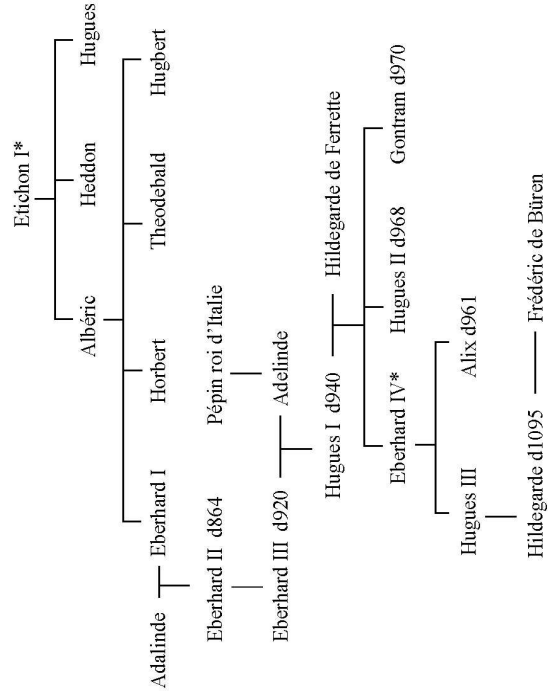 Etichon I*
Albéric Heddon Hugues
Adalinde Eberhard I Horbert Theodebald Hugbert
Eberhard II d864 Pépin roi d'Italie
Eberhard III d920 Adelinde
Hugues I d940 Hildegarde de Ferrette
Eberhard IV* Hugues II d968 Gontram d970
Hugues III Alix d961
Hildegarde d1095 Frédéric de Büren